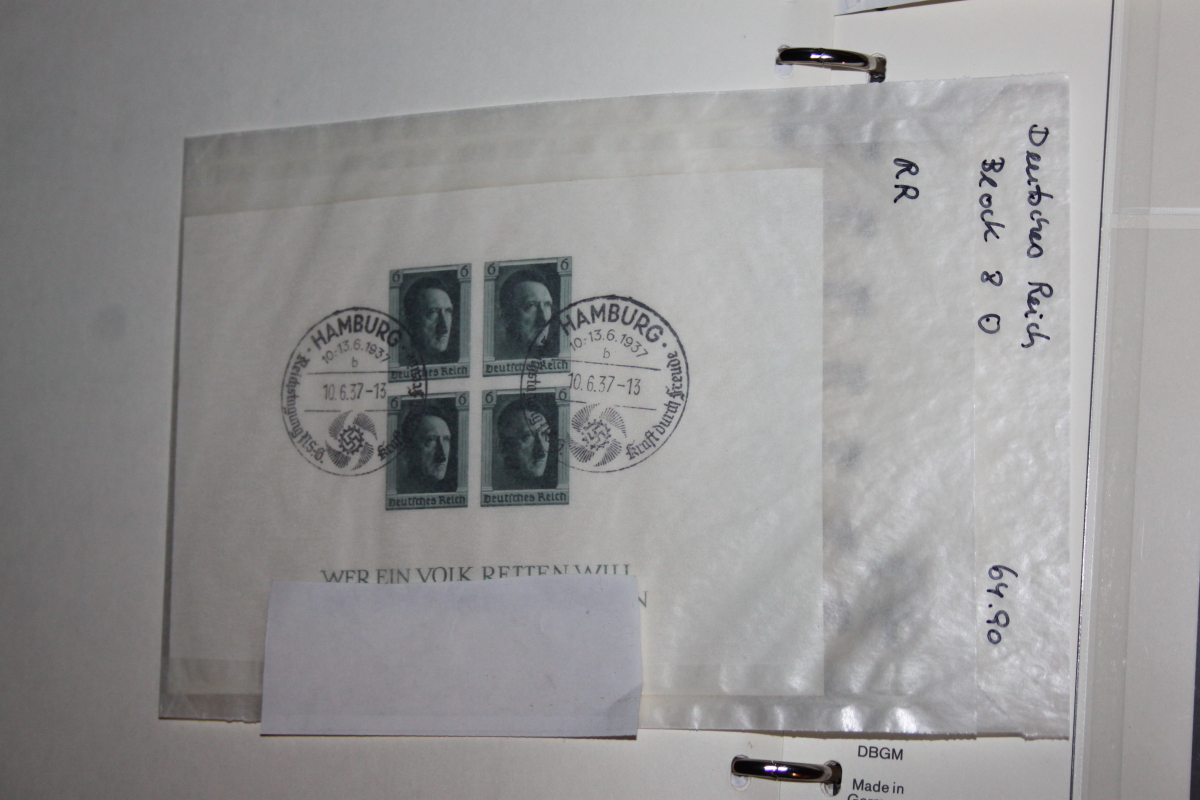 Deutsches Reich
Block 8 O
64.90
RR
6 6
6 6
Deutsches Reich
Deutsches Reich
Deutsches Reich
Deutsches Reich
HAMBURG
10.-13.6.1937
b
10.6.37-13
Reichstagung
HAMBURG
10.-13.6.1937
b
10.6.37-13
Kraft durch Freude
WER EIN VOLK RETTEN WILL
DBGM
Made in